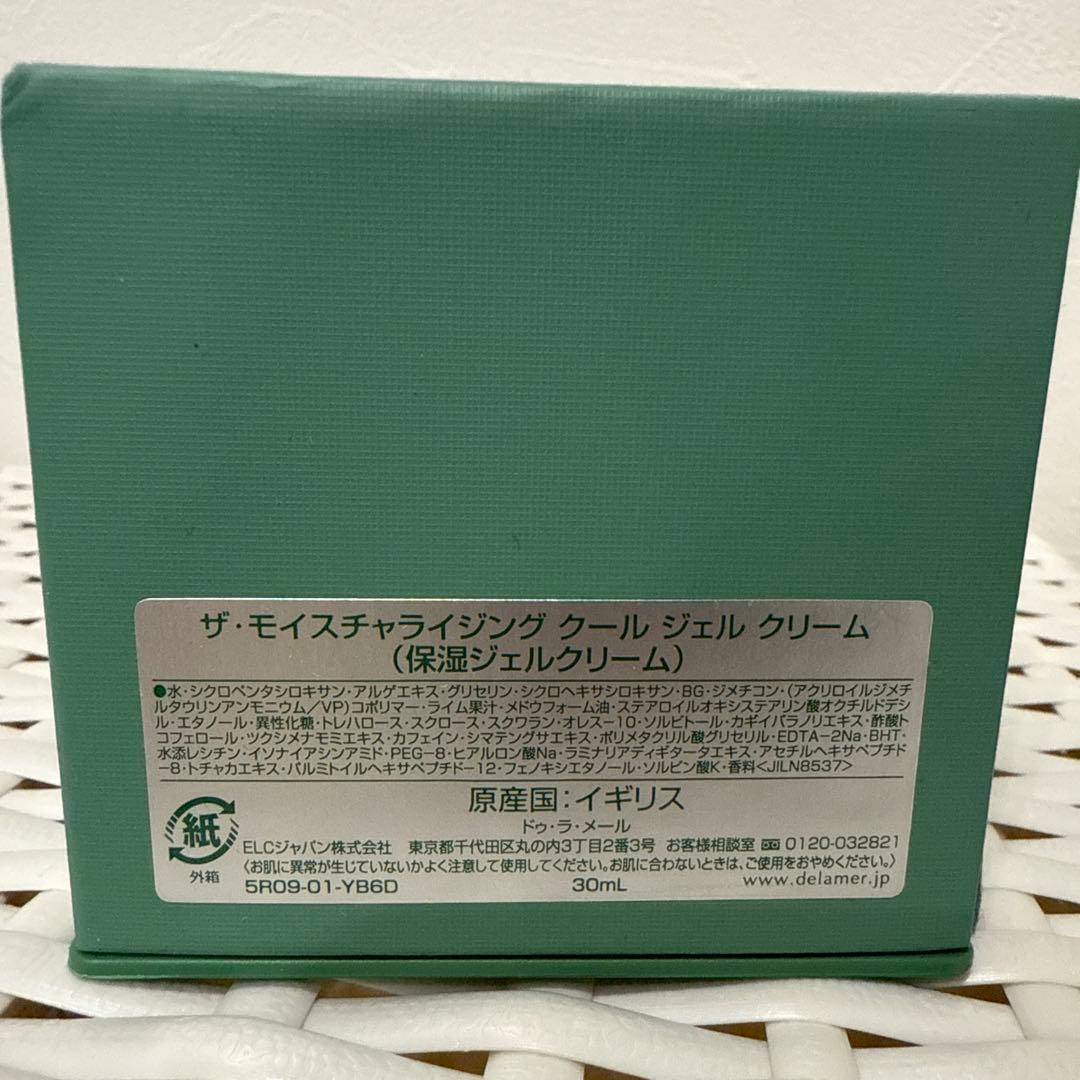 ザ・モイスチャライジング クール ジェル クリーム
（保湿ジェルクリーム）
●水・シクロペンタシロキサン・アルゲエキス・グリセリン・シクロヘキサシロキサン・BG・ジメチコン・(アクリロイルジメチ
ルタウリンアンモニウム／VP)コポリマー・ライム果汁・メドウフォーム油・ステアロイルオキシステアリン酸オクチルドデシ
ル・エタノール・異性化糖・トレハロース・スクロース・スクワラン・オレス-10・ソルビトール・カギイバラノリエキス・酢酸ト
コフェロール・ツクシメナモミエキス・カフェイン・シマテングサエキス・ポリメタクリル酸グリセリル・EDTA-2Na・BHT・
水添レシチン・イソナイアシンアミド・PEG-8・ヒアルロン酸Na・ラミナリアディギタータエキス・アセチルヘキサペプチド
-8・トチャカエキス・パルミトイルヘキサペプチド-12・フェノキシエタノール・ソルビン酸K・香料<JILN8537>
原産国：イギリス
ドゥ・ラ・メール
紙
外箱
ELCジャパン株式会社 東京都千代田区丸の内3丁目2番3号 お客様相談室 0120-032821
〈お肌に異常が生じていないかよく注意して使用してください。お肌に合わないときは、ご使用をおやめください。〉
5R09-01-YB6D 30mL www.delamer.jp